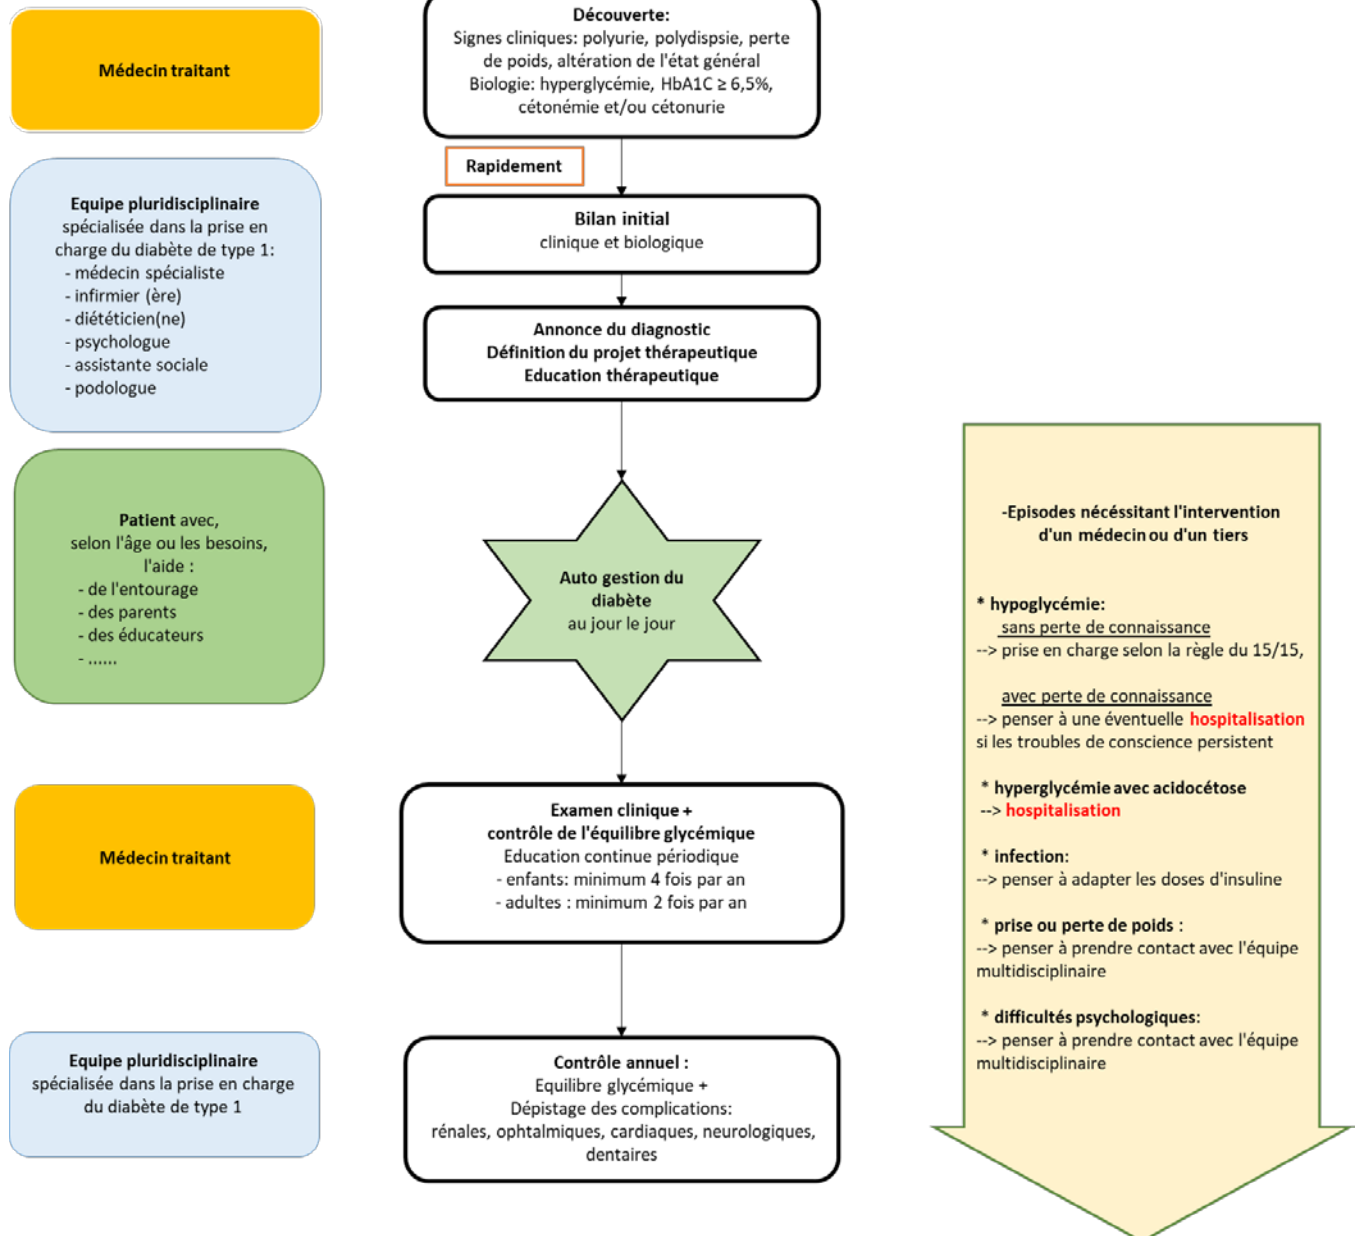 Médecin traitant
Découverte:
Signes cliniques: polyurie, polydispsie, perte
de poids, altération de l'état général
Biologie: hyperglycémie, HbA1C ≥ 6,5%,
cétonémie et/ou cétonurie
Rapidement
Equipe pluridisciplinaire
spécialisée dans la prise en
charge du diabète de type 1:
- médecin spécialiste
- infirmier (ère)
- diététicien(ne)
- psychologue
- assistante sociale
- podologue
Bilan initial
clinique et biologique
Annonce du diagnostic
Définition du projet thérapeutique
Education thérapeutique
Patient avec,
selon l'âge ou les besoins,
l'aide :
- de l'entourage
- des parents
- des éducateurs
- ......
Auto gestion du
diabète
au jour le jour
Médecin traitant
Examen clinique +
contrôle de l'équilibre glycémique
Education continue périodique
- enfants: minimum 4 fois par an
- adultes : minimum 2 fois par an
Equipe pluridisciplinaire
spécialisée dans la prise en charge
du diabète de type 1
Contrôle annuel :
Equilibre glycémique +
Dépistage des complications:
rénales, ophtalmiques, cardiaques, neurologiques,
dentaires
-Episodes nécéssitant l'intervention
d'un médecin ou d'un tiers
* hypoglycémie:
sans perte de connaissance
--> prise en charge selon la règle du 15/15,
avec perte de connaissance
--> penser à une éventuelle hospitalisation
si les troubles de conscience persistent
* hyperglycémie avec acidocétose
--> hospitalisation
* infection:
--> penser à adapter les doses d'insuline
* prise ou perte de poids :
--> penser à prendre contact avec l'équipe
multidisciplinaire
* difficultés psychologiques:
--> penser à prendre contact avec l'équipe
multidisciplinaire